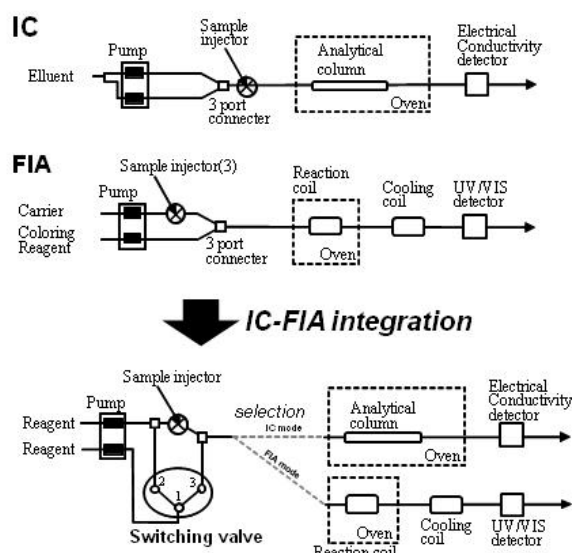 IC
Pump
Sample
injector
Analytical
column
Electrical
Conductivity
detector
Elluent
3 port
connecter
Oven
FIA
Sample injector(3)
Pump
Reaction
coil
Cooling
coil
UV/VIS
detector
Carrier
Coloring
Reagent
3 port
connecter
Oven
IC-FIA integration
Sample injector
Pump
Electrical
Conductivity
detector
selection
Analytical
column
Reagent
IC mode
Reagent
Oven
FIA mode
2
3
1
Switching valve
Oven
Reaction coil
Cooling
coil
UV/VIS
detector